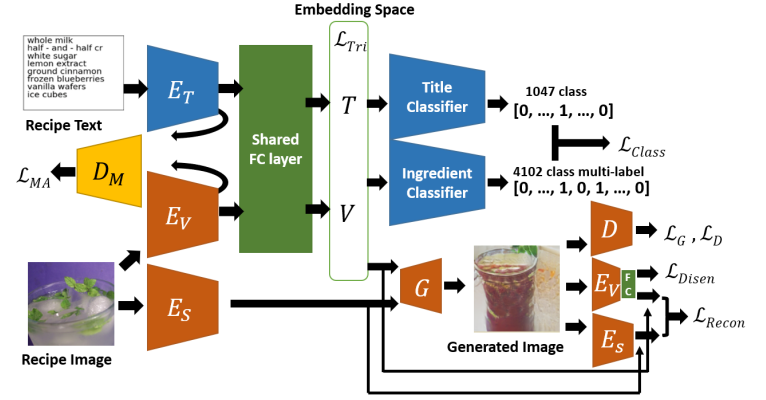 Embedding Space
whole milk
half - and - half cr
white sugar
lemon extract
ground cinnamon
frozen blueberries
vanilla wafers
ice cubes
Recipe Text
E_T
Shared
FC layer
ℒ_Tri
T
V
Title
Classifier
1047 class
[0, …, 1, …, 0]
ℒ_Class
Ingredient
Classifier
4102 class multi-label
[0, …, 1, 0, 1, …, 0]
ℒ_MA
D_M
E_V
E_S
Recipe Image
G
Generated Image
D
ℒ_G , ℒ_D
E_V
F
C
ℒ_Disen
E_s
ℒ_Recon